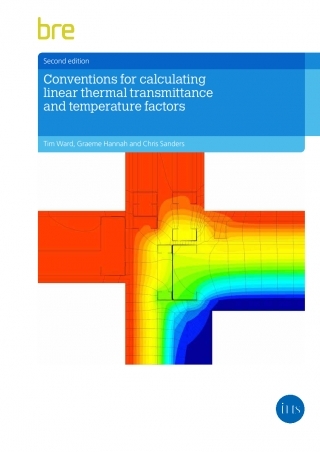 bre
Second edition
Conventions for calculating
linear thermal transmittance
and temperature factors
Tim Ward, Graeme Hannah and Chris Sanders
ihs